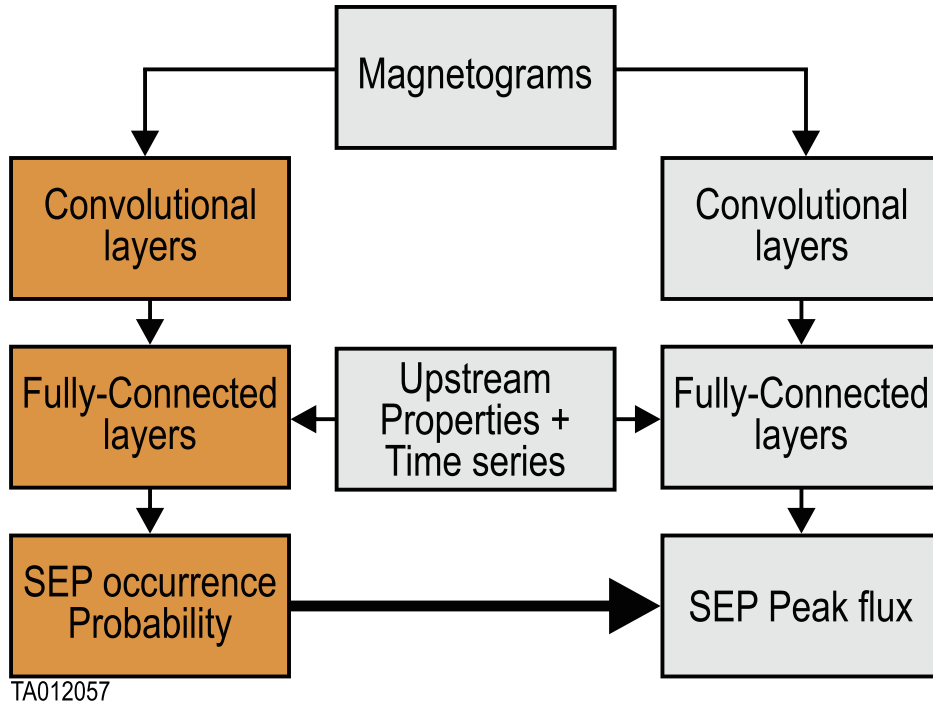 Magnetograms
Convolutional
layers
Convolutional
layers
Fully-Connected
layers
Upstream
Properties +
Time series
Fully-Connected
layers
SEP occurrence
Probability
SEP Peak flux
TA012057